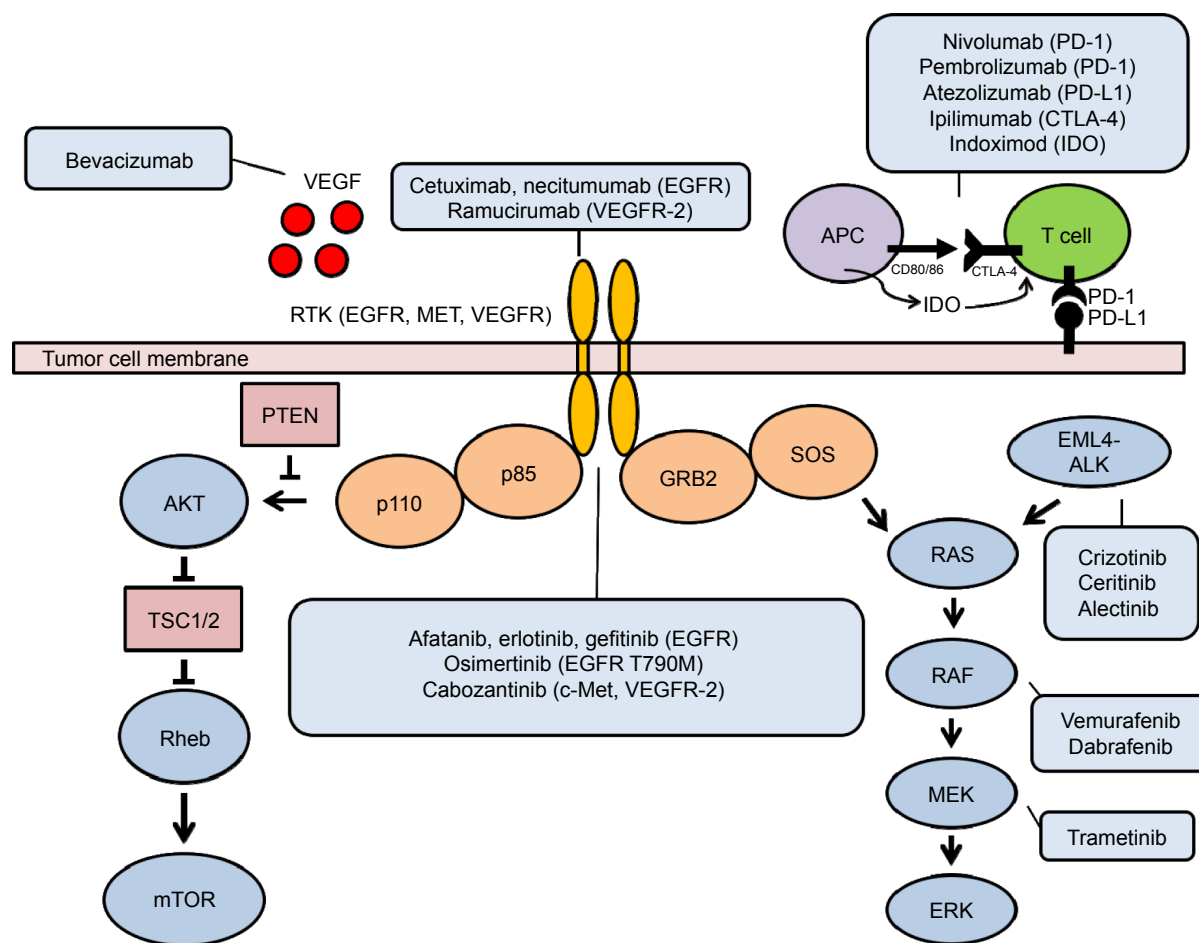 Nivolumab (PD-1)
Pembrolizumab (PD-1)
Atezolizumab (PD-L1)
Ipilimumab (CTLA-4)
Indoximod (IDO)
Bevacizumab
VEGF
Cetuximab, necitumumab (EGFR)
Ramucirumab (VEGFR-2)
APC
T cell
CD80/86
CTLA-4
IDO
PD-1
PD-L1
RTK (EGFR, MET, VEGFR)
Tumor cell membrane
PTEN
AKT
p110
p85
GRB2
SOS
EML4-
ALK
RAS
Crizotinib
Ceritinib
Alectinib
TSC1/2
Afatanib, erlotinib, gefitinib (EGFR)
Osimertinib (EGFR T790M)
Cabozantinib (c-Met, VEGFR-2)
RAF
Vemurafenib
Dabrafenib
Rheb
MEK
Trametinib
mTOR
ERK